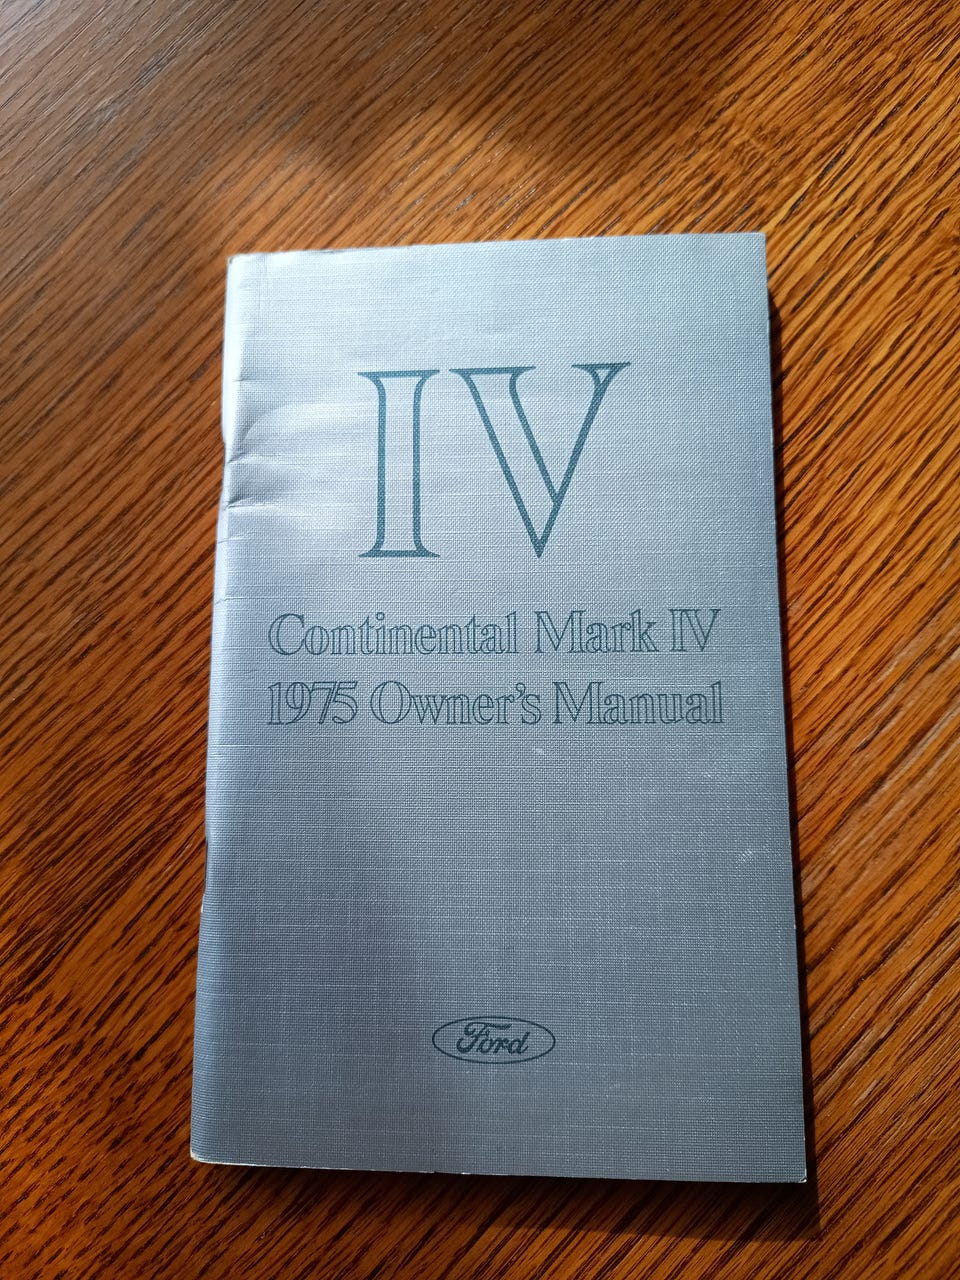 IV
Continental Mark IV
1975 Owner's Manual
Ford